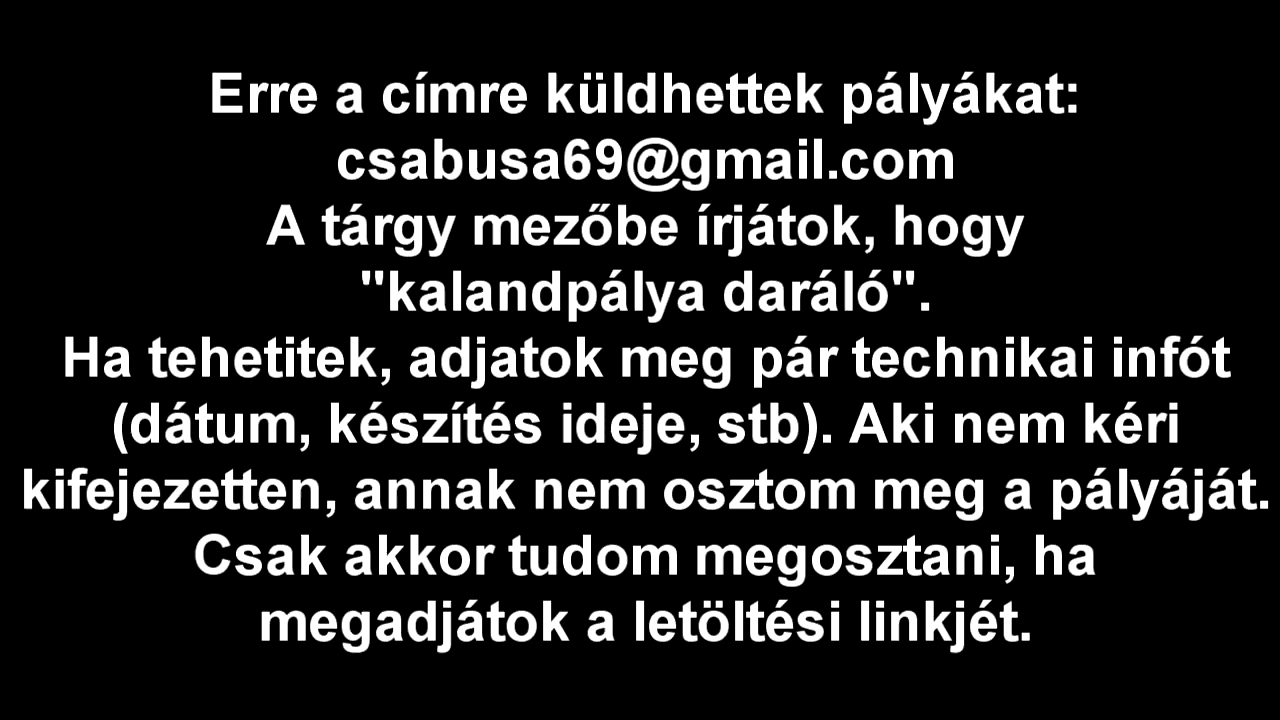 Erre a címre küldhettek pályákat:
csabusa69@gmail.com
A tárgy mezőbe írjátok, hogy
"kalandpálya daráló".
Ha tehetitek, adjatok meg pár technikai infót
(dátum, készítés ideje, stb). Aki nem kéri
kifejezetten, annak nem osztom meg a pályáját.
Csak akkor tudom megosztani, ha
megadjátok a letöltési linkjét.